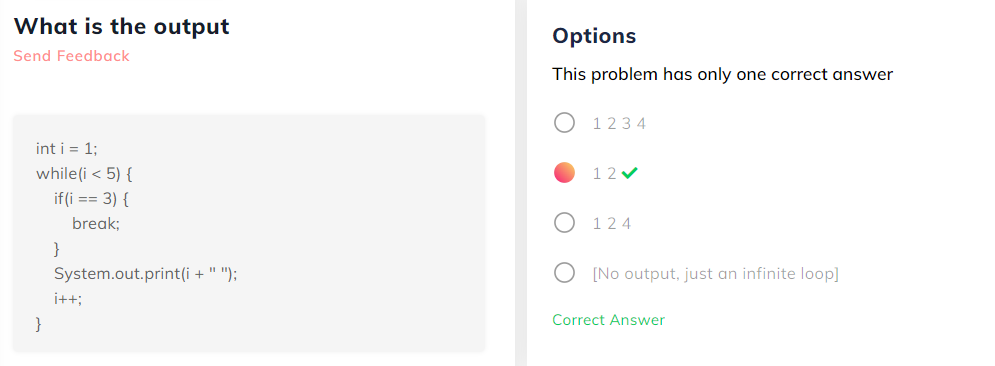 What is the output
Send Feedback
int i = 1;
while(i < 5) {
if(i == 3) {
break;
}
System.out.print(i + " ");
i++;
}
Options
This problem has only one correct answer
1 2 3 4
1 2
1 2 4
[No output, just an infinite loop]
Correct Answer